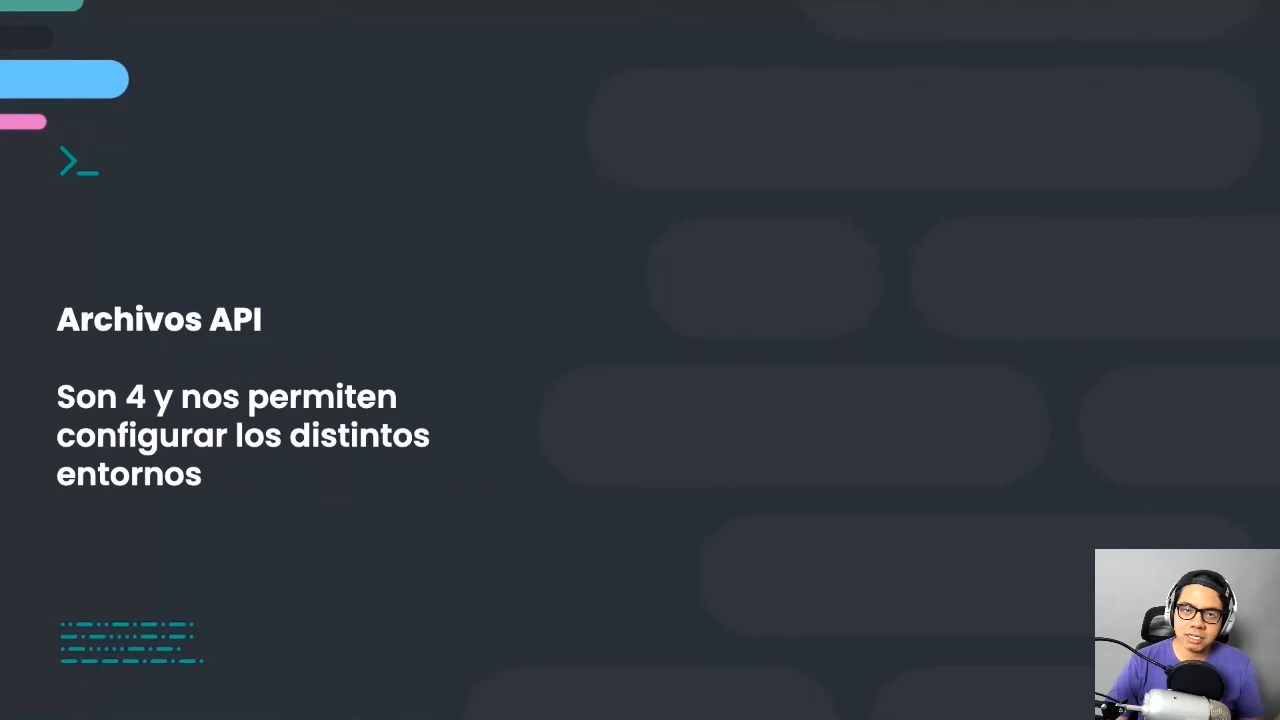 Archivos API
Son 4 y nos permiten
configurar los distintos
entornos